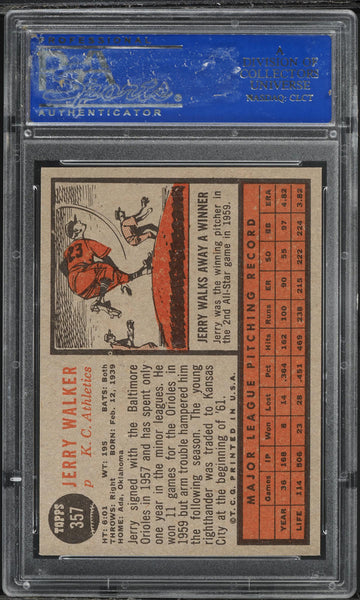 PROFESSIONAL
PSA
Sports
AUTHENTICATOR
A
DIVISION OF
COLLECTORS
UNIVERSE
NASDAQ: CLCT
TOPPS
357
JERRY WALKER
p K. C. Athletics
HT: 6:01 WT: 195 BATS: Both
THROWS: Right BORN: Feb. 12, 1939
HOME: Ada, Oklahoma
Jerry signed with the Baltimore
Orioles in 1957 and has spent only
one year in the minor leagues. He
won 11 games for the Orioles in
1959 but arm trouble hampered him
the following season. The young
righthander was traded to Kansas
City at the beginning of '61.
© T.C.G. PRINTED IN U.S.A.
JERRY WALKS AWAY A WINNER
Jerry was the winning pitcher in
the 2nd All-Star game in 1959.
MAJOR LEAGUE PITCHING RECORD
Games IP Won Lost Pct Hits Runs ER SO BB ERA
YEAR 36 168 8 14 .364 162 100 90 55 97 4.82
LIFE 114 506 23 28 .451 469 238 215 222 224 3.82